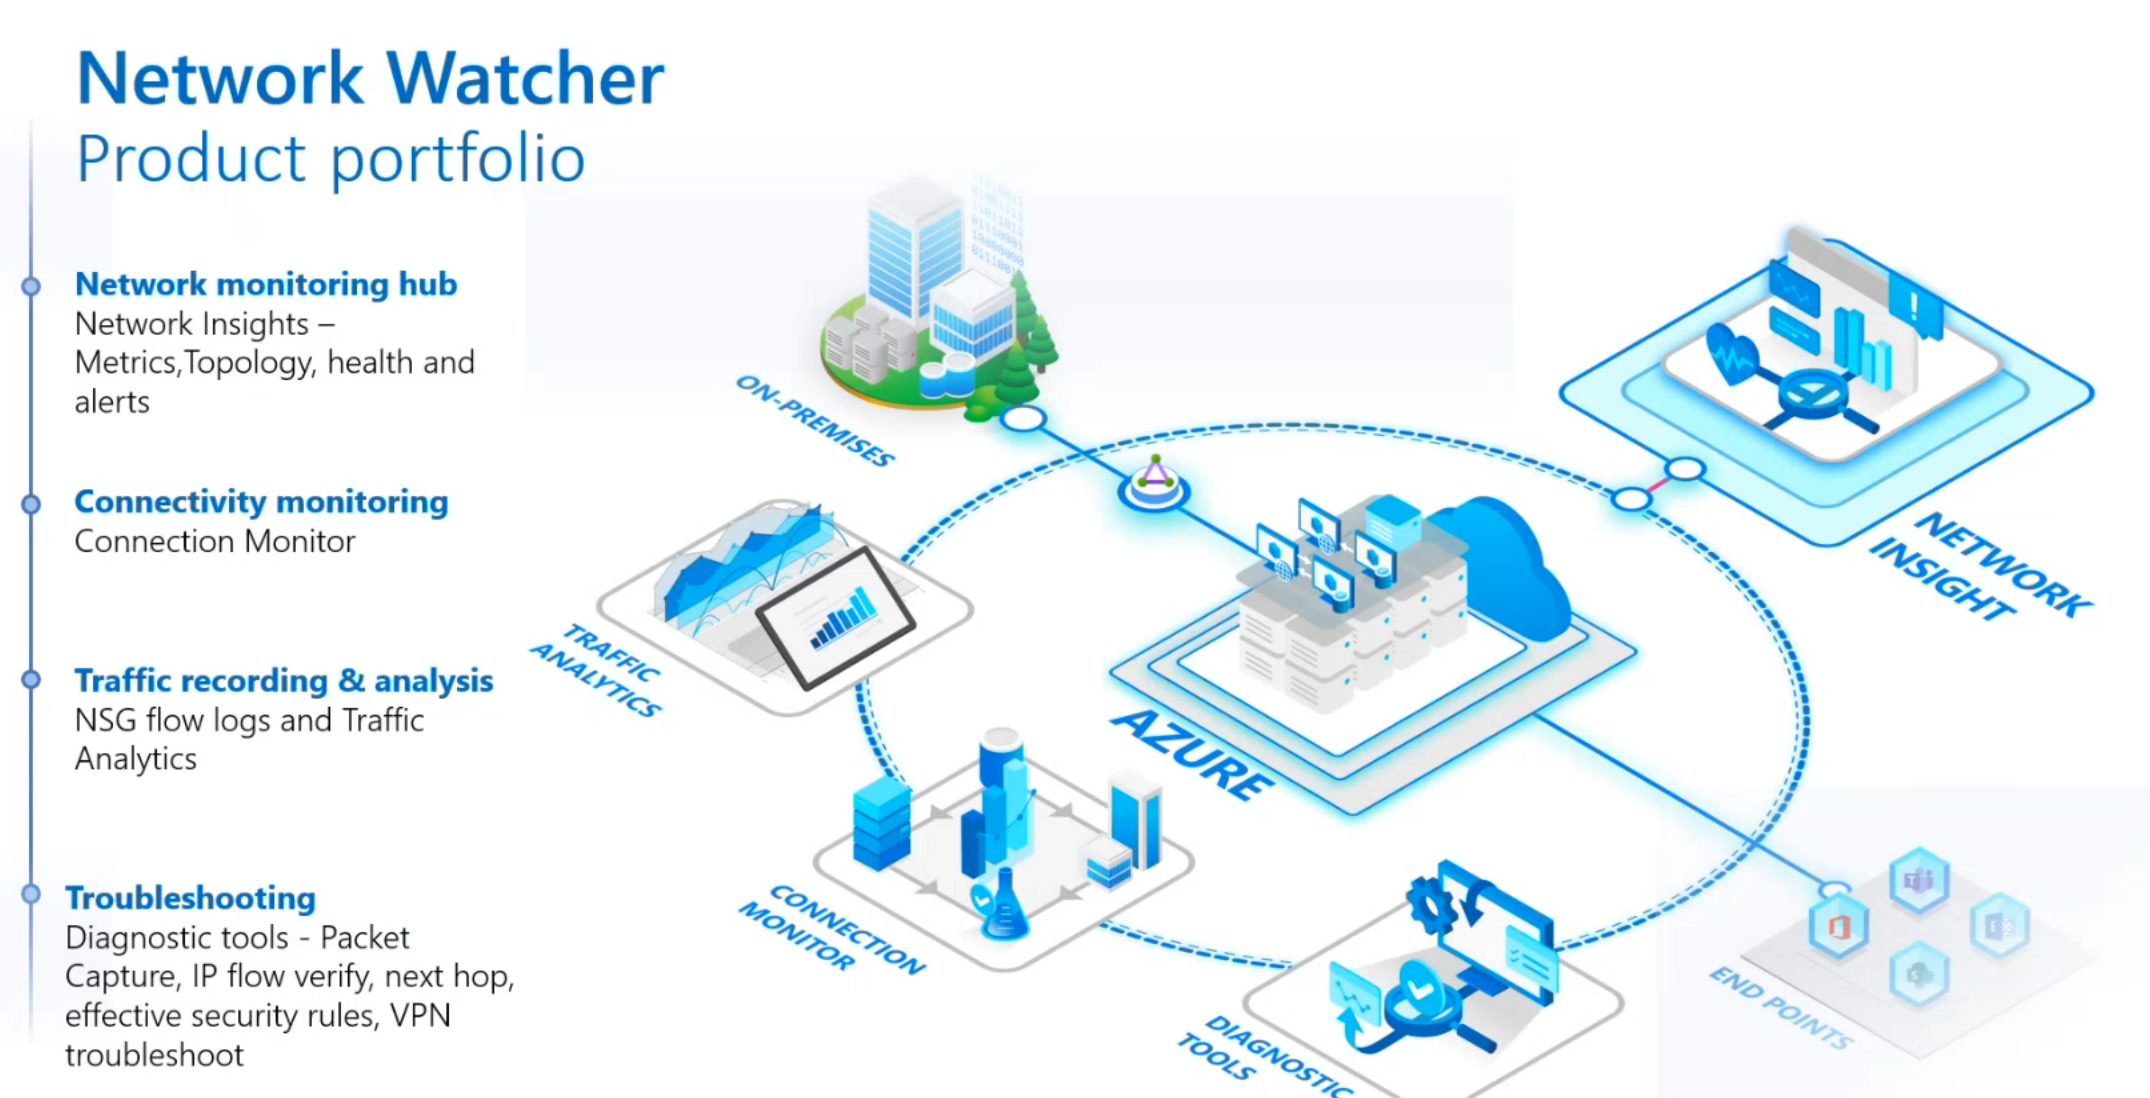 Network Watcher
Product portfolio
Network monitoring hub
Network Insights –
Metrics,Topology, health and
alerts
Connectivity monitoring
Connection Monitor
Traffic recording & analysis
NSG flow logs and Traffic
Analytics
Troubleshooting
Diagnostic tools - Packet
Capture, IP flow verify, next hop,
effective security rules, VPN
troubleshoot
ON-PREMISES
TRAFFIC
ANALYTICS
CONNECTION
MONITOR
AZURE
DIAGNOSTIC
TOOLS
NETWORK
INSIGHT
END POINTS